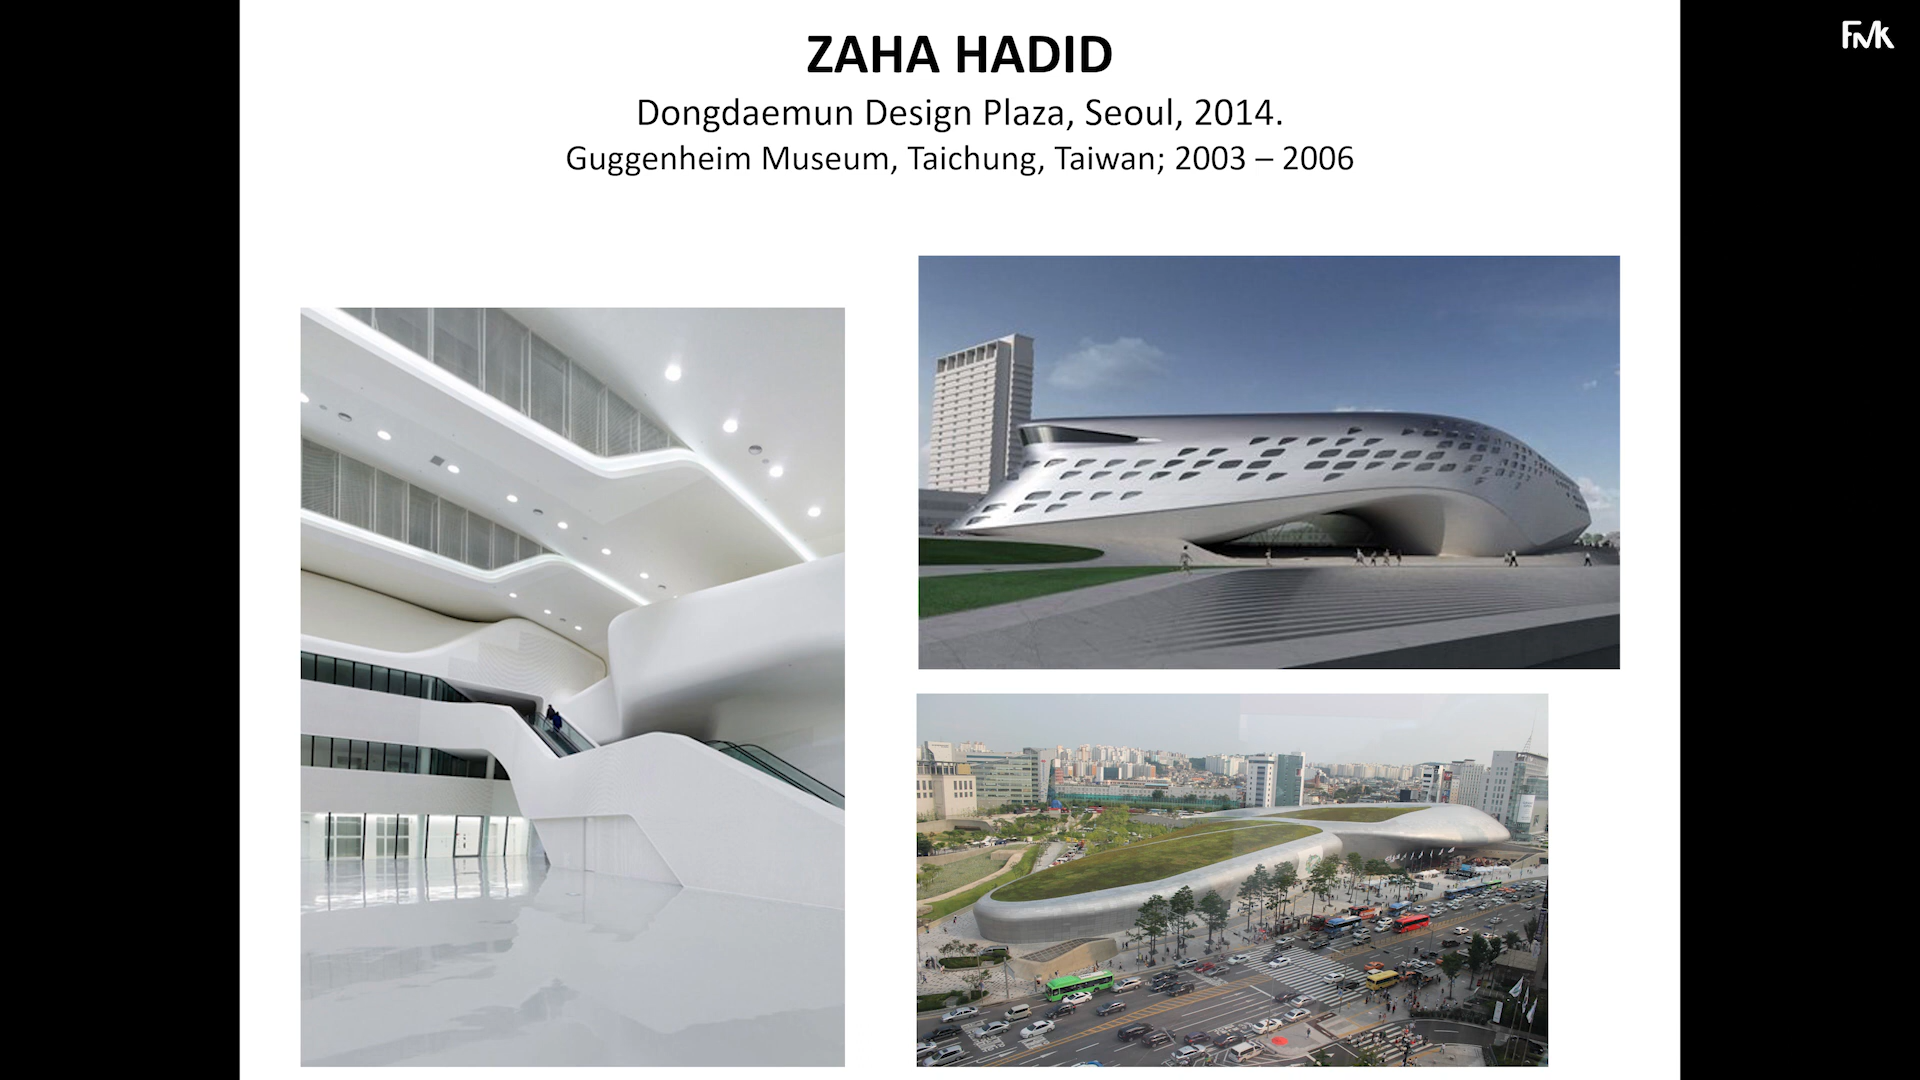 FMK
ZAHA HADID
Dongdaemun Design Plaza, Seoul, 2014.
Guggenheim Museum, Taichung, Taiwan; 2003 – 2006